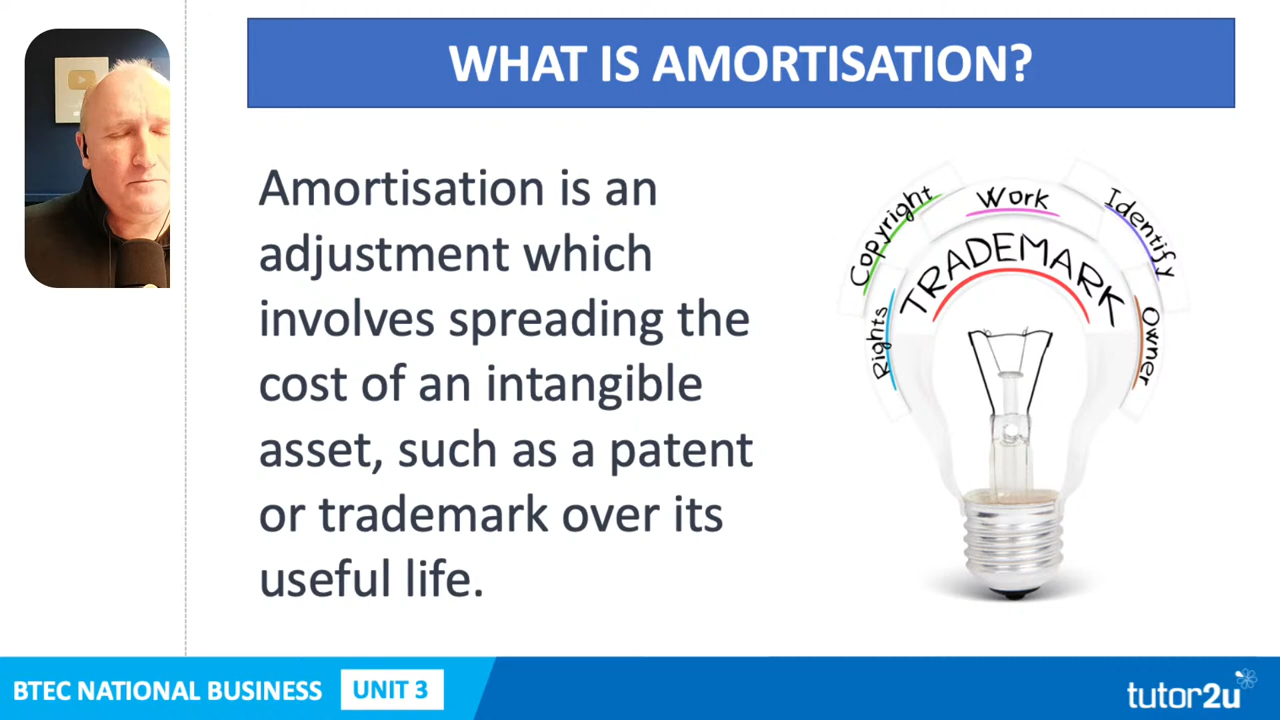 WHAT IS AMORTISATION?
Amortisation is an
adjustment which
involves spreading the
cost of an intangible
asset, such as a patent
or trademark over its
useful life.
Copyright
Work
Identify
TRADEMARK
Rights
Owner
BTEC NATIONAL BUSINESS UNIT 3
tutor2u